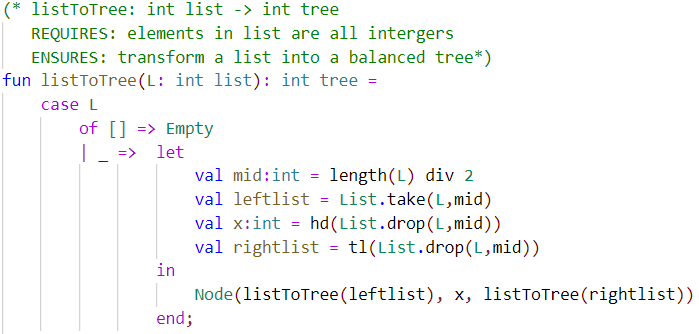 (* listToTree: int list -> int tree
   REQUIRES: elements in list are all intergers
   ENSURES: transform a list into a balanced tree*)
fun listToTree(L: int list): int tree =
    case L
        of [] => Empty
        | _ =>  let
                    val mid:int = length(L) div 2
                    val leftlist = List.take(L,mid)
                    val x:int = hd(List.drop(L,mid))
                    val rightlist = tl(List.drop(L,mid))
                in
                    Node(listToTree(leftlist), x, listToTree(rightlist))
                end;